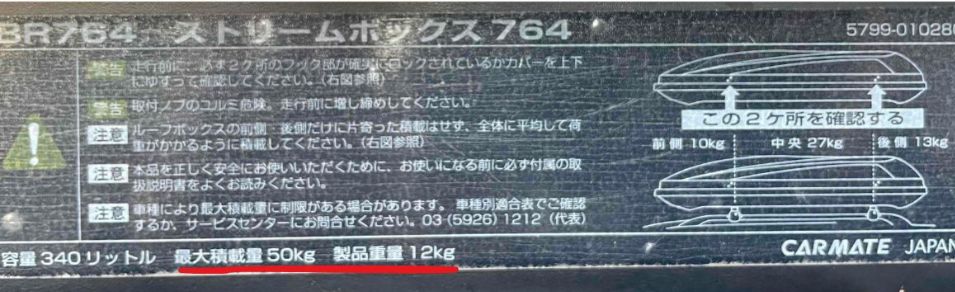 BR764 ストリームボックス 764
5799-01028
警告 走行前に、必ず2ケ所のフック部が確実にロックされているかカバーを上下
にゆすって確認してください。（右図参照）
警告 取付ノブのユルミ危険。走行前に増し締めしてください。
注意 ルーフボックスの前側・後側だけに片寄った積載はせず、全体に平均して荷
重がかかるように積載してください。（右図参照）
注意 本品を正しく安全にお使いいただくために、お使いになる前に必ず付属の取
扱説明書をよくお読みください。
注意 車種により最大積載量に制限がある場合があります。車種別適合表でご確認
するか、サービスセンターにお問合せください。03（5926）1212（代表）
この2ケ所を確認する
前側 10kg 中央 27kg 後側 13kg
容量 340 リットル 最大積載量 50kg 製品重量 12kg
CARMATE JAPAN